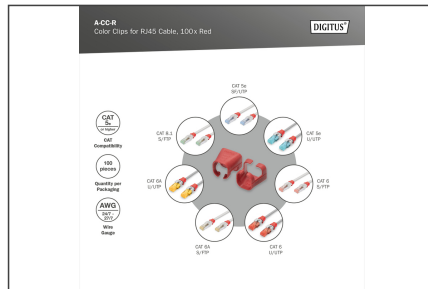 A-CC-R
Color Clips for RJ45 Cable, 100x Red
DIGITUS®
CAT 5e
SF/UTP
CAT 8.1
S/FTP
CAT 5e
U/UTP
CAT 6A
U/UTP
CAT 6
S/FTP
CAT 6A
S/FTP
CAT 6
U/UTP
CAT
5e
or higher
CAT
Compatibility
100
pieces
Quantity per
Packaging
AWG
24/7 -
27/7
Wire
Gauge